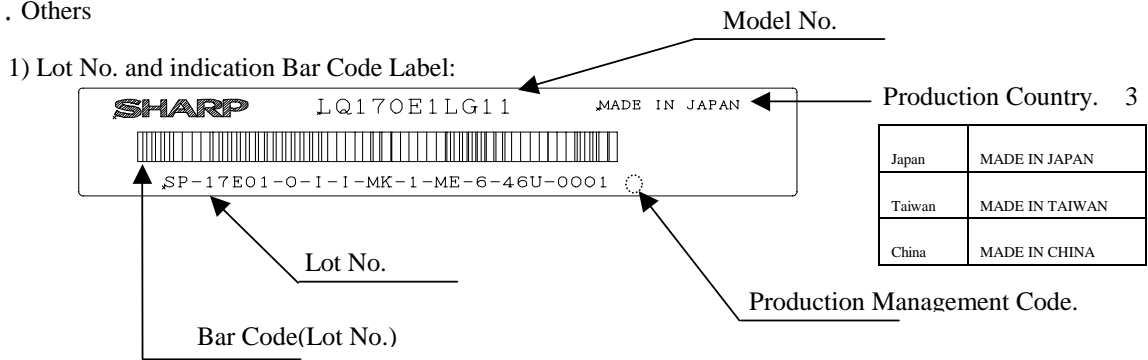 . Others
Model No.
1) Lot No. and indication Bar Code Label:
SHARP LQ170E1LG11 MADE IN JAPAN
Production Country. 3
Japan MADE IN JAPAN
Taiwan MADE IN TAIWAN
China MADE IN CHINA
SP-17E01-O-I-I-MK-1-ME-6-46U-0001
Lot No.
Production Management Code.
Bar Code(Lot No.)